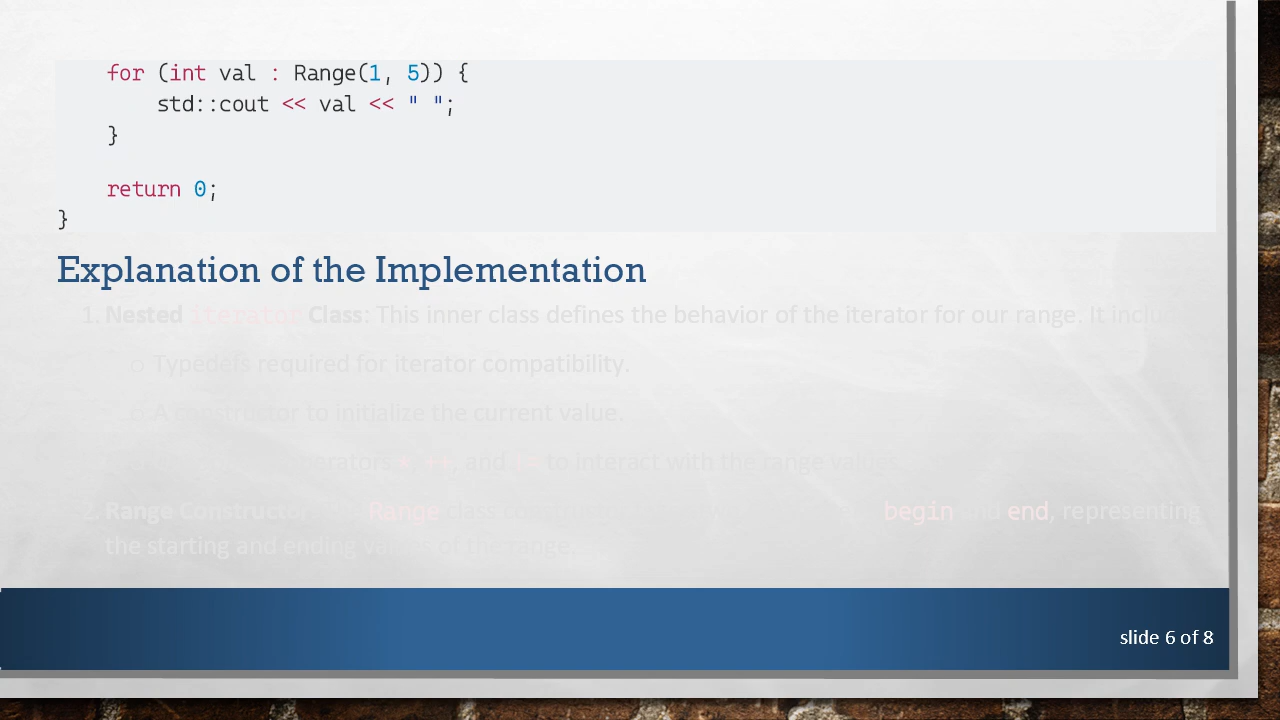 for (int val : Range(1, 5)) {
std::cout << val << " ";
}
return 0;
}
Explanation of the Implementation
1. Nested iterator Class: This inner class defines the behavior of the iterator for our range. It
o Typedefs required for iterator compatibility.
o A constructor to initialize the current value.
and to interact with the range values.
2. Range Constructor Range class begin and end, representing
the starting and ending values of the range.
slide 6 of 8